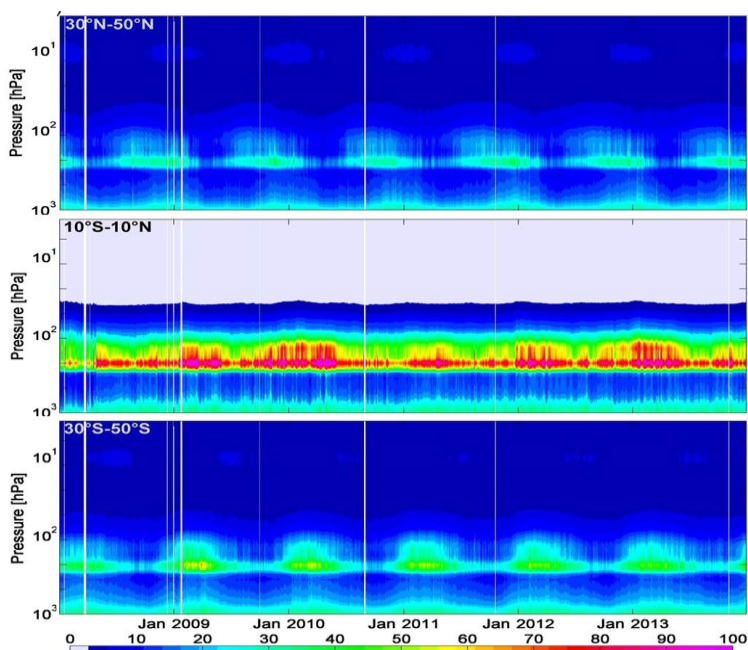 30°N-50°N
Pressure [hPa]
10¹
10²
10³
10°S-10°N
Pressure [hPa]
10¹
10²
10³
30°S-50°S
Pressure [hPa]
10¹
10²
10³
Jan 2009 Jan 2010 Jan 2011 Jan 2012 Jan 2013
0 10 20 30 40 50 60 70 80 90 100